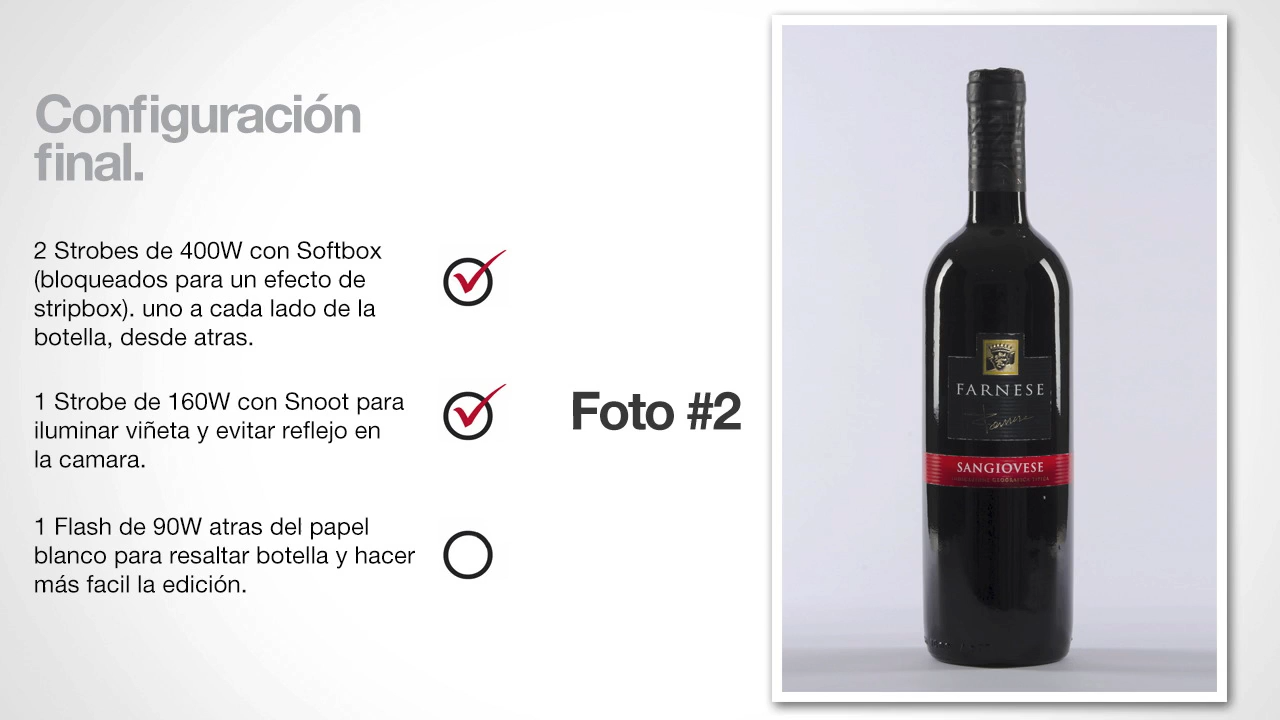 Configuración
final.
2 Strobes de 400W con Softbox
(bloqueados para un efecto de
stripbox). uno a cada lado de la
botella, desde atras.
1 Strobe de 160W con Snoot para
iluminar viñeta y evitar reflejo en
la camara.
1 Flash de 90W atras del papel
blanco para resaltar botella y hacer
más facil la edición.
Foto #2
FARNESE
Farnese
SANGIOVESE